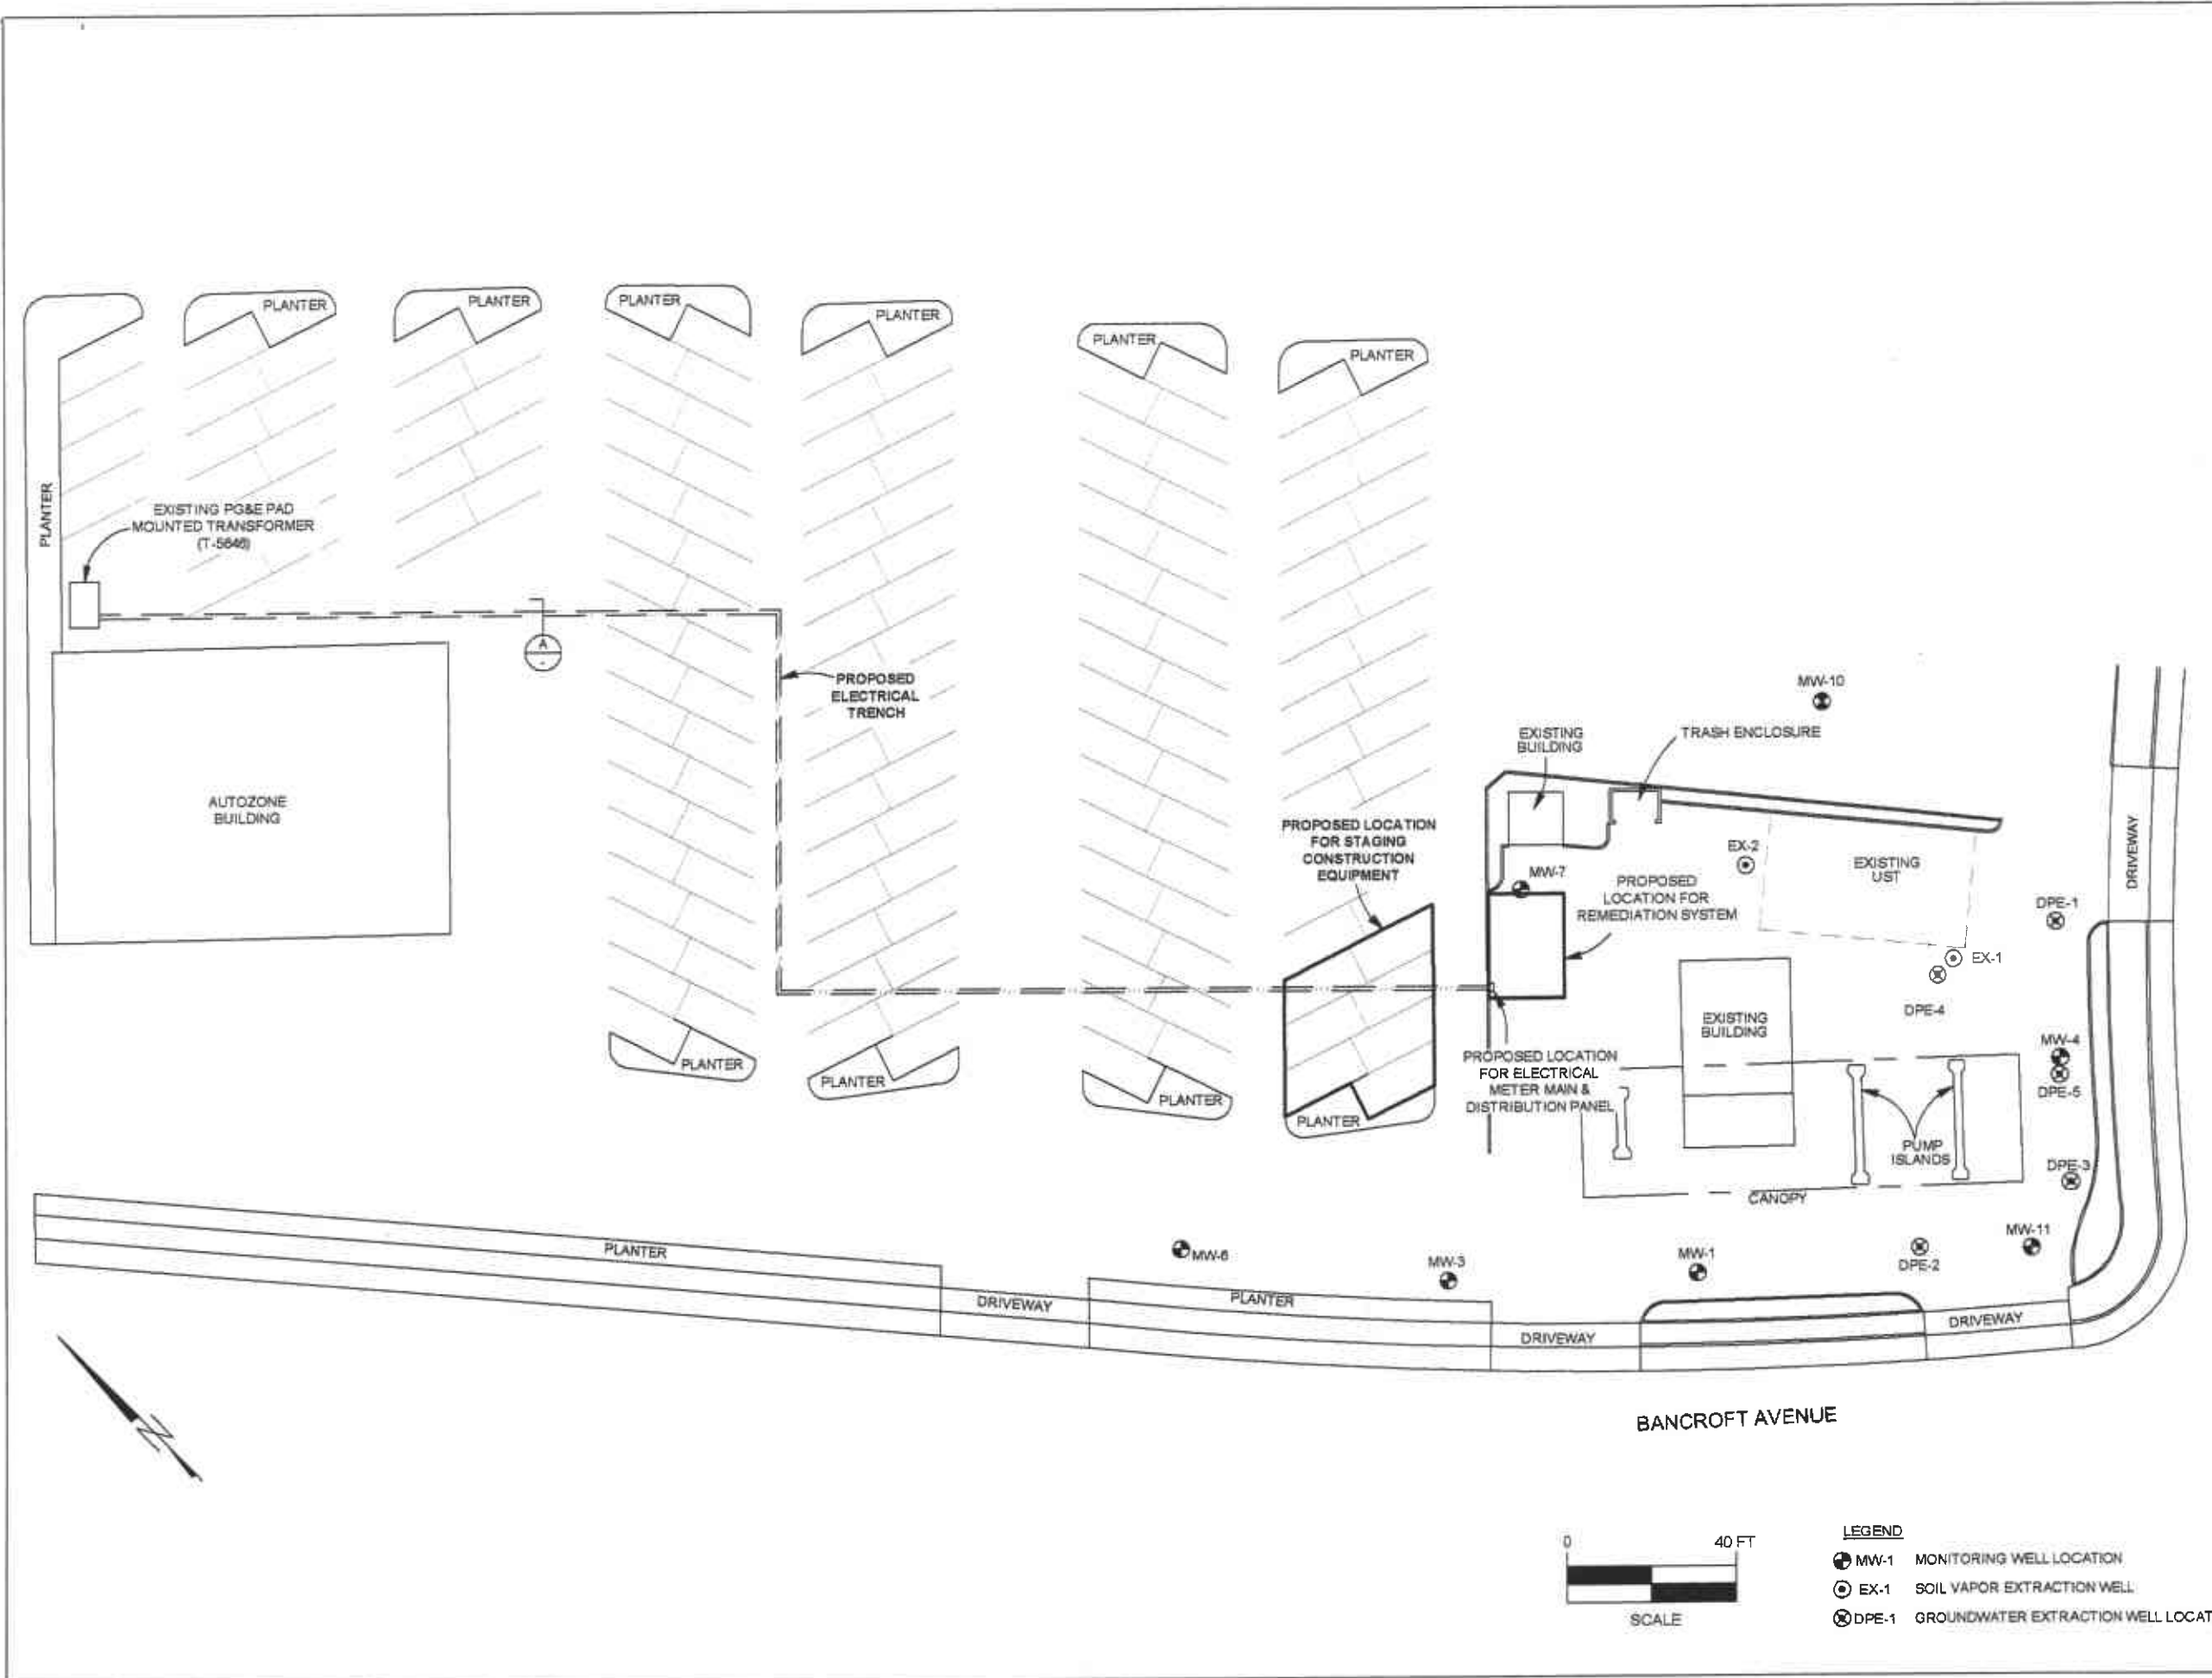 PLANTER
PLANTER
PLANTER
PLANTER
PLANTER
PLANTER
PLANTER
EXISTING PG&E PAD
MOUNTED TRANSFORMER
(T-5646)
A
-
PROPOSED
ELECTRICAL
TRENCH
AUTOZONE
BUILDING
MW-10
EXISTING
BUILDING
TRASH ENCLOSURE
PROPOSED LOCATION
FOR STAGING
CONSTRUCTION
EQUIPMENT
MW-7
EX-2
EXISTING
UST
DRIVEWAY
PROPOSED
LOCATION FOR
REMEDIATION SYSTEM
DPE-1
EX-1
DPE-4
EXISTING
BUILDING
MW-4
DPE-5
PROPOSED LOCATION
FOR ELECTRICAL
METER MAIN &
DISTRIBUTION PANEL
PLANTER
PLANTER
PLANTER
PLANTER
PUMP
ISLANDS
DPE-3
CANOPY
PLANTER
MW-6
MW-3
MW-1
DPE-2
MW-11
DRIVEWAY
PLANTER
DRIVEWAY
DRIVEWAY
BANCROFT AVENUE
N
0 40 FT
SCALE
LEGEND
MW-1 MONITORING WELL LOCATION
EX-1 SOIL VAPOR EXTRACTION WELL
DPE-1 GROUNDWATER EXTRACTION WELL LOCAT